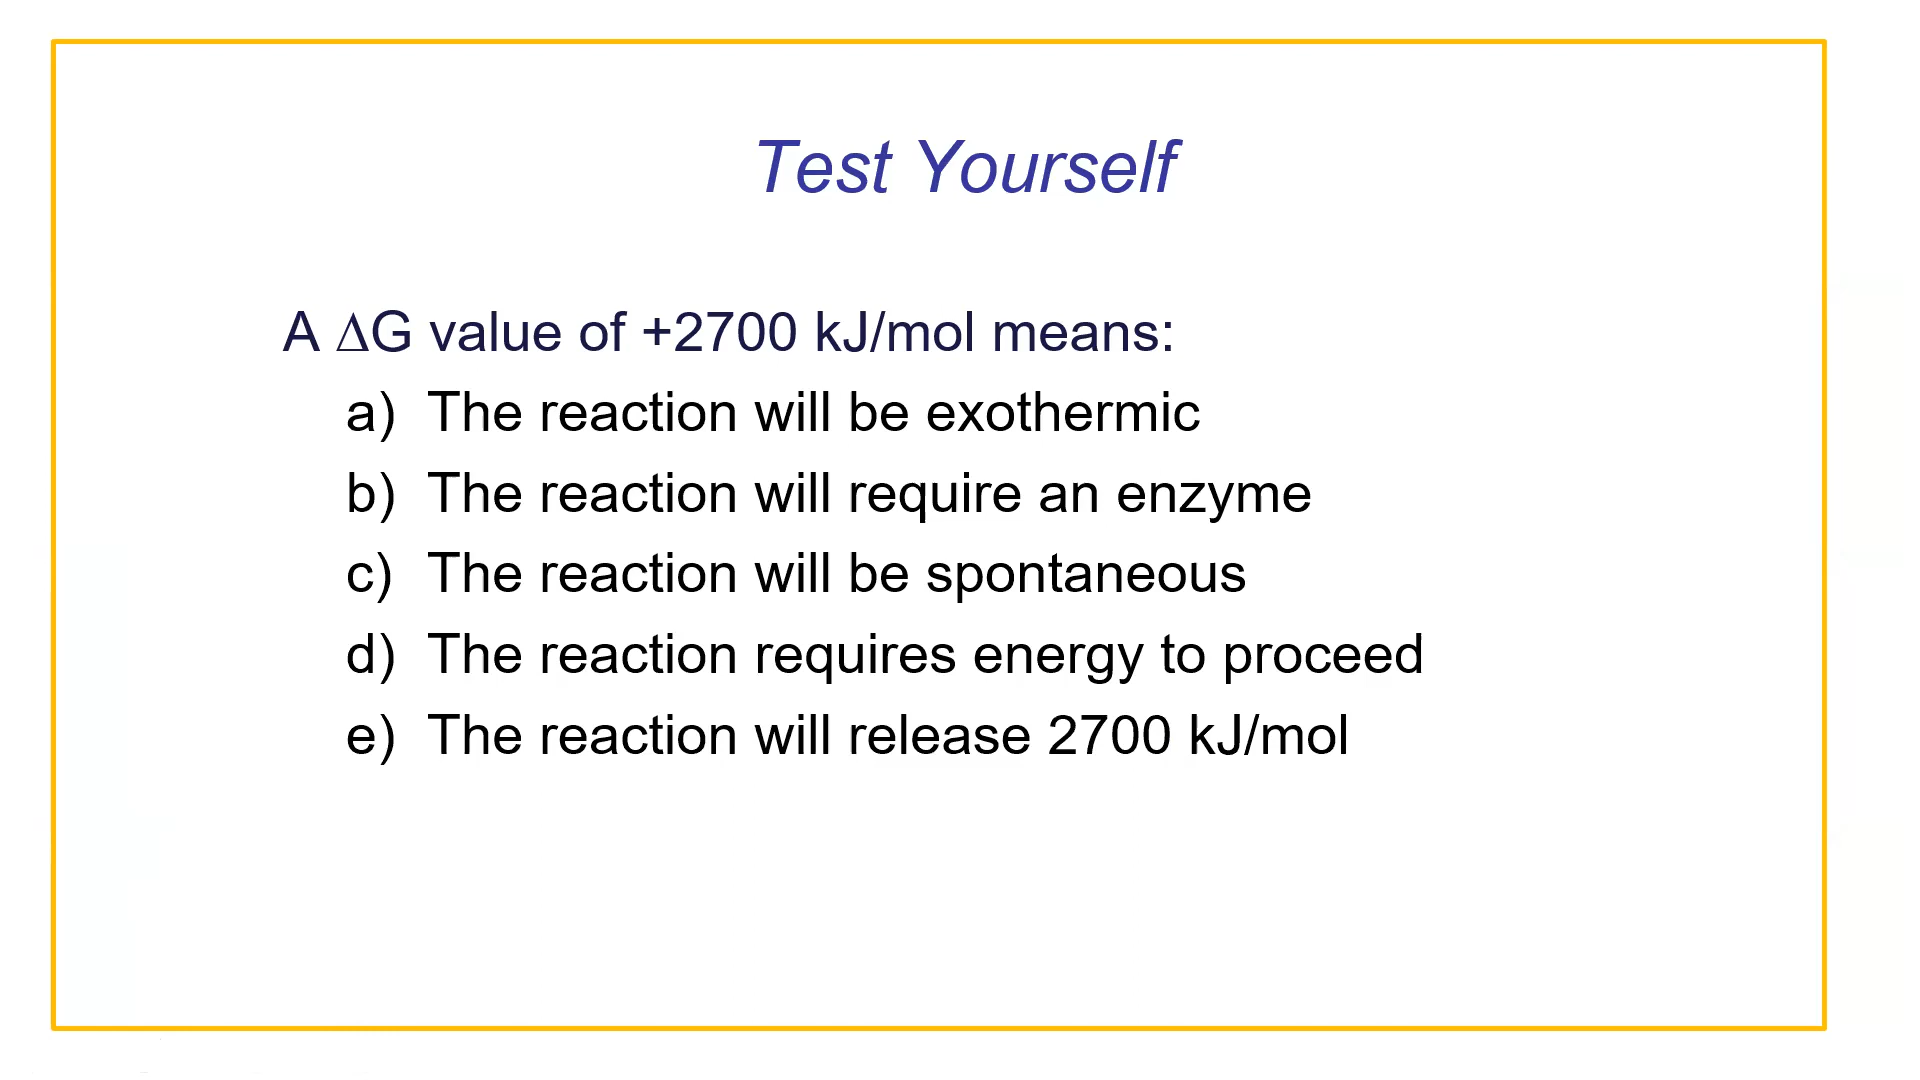 Test Yourself
A ΔG value of +2700 kJ/mol means:
a) The reaction will be exothermic
b) The reaction will require an enzyme
c) The reaction will be spontaneous
d) The reaction requires energy to proceed
e) The reaction will release 2700 kJ/mol